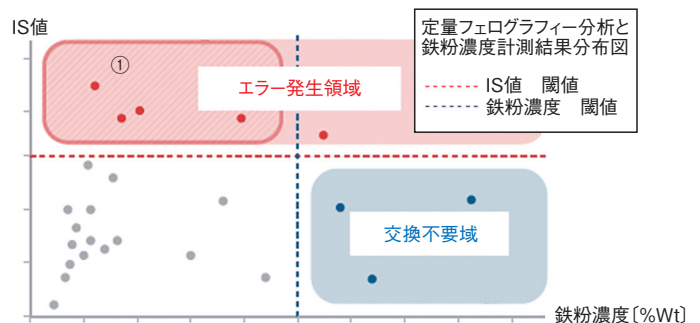 IS値
定量フェログラフィー分析と
鉄粉濃度計測結果分布図
IS値 閾値
鉄粉濃度 閾値
①
エラー発生領域
交換不要域
鉄粉濃度〔%Wt〕